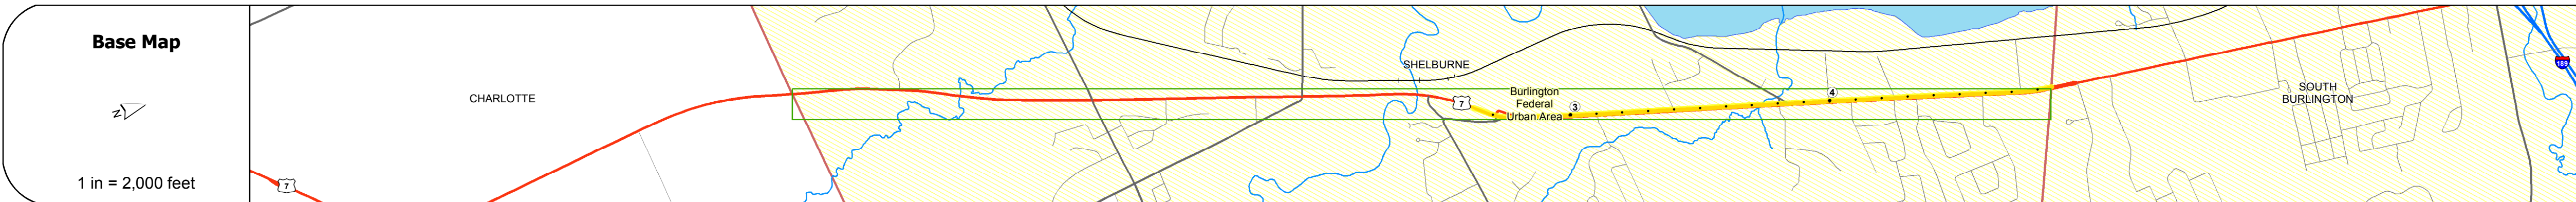 Base Map
N
1 in = 2,000 feet
7
CHARLOTTE
SHELBURNE
7
Burlington
Federal
Urban Area
3
4
SOUTH
BURLINGTON
189